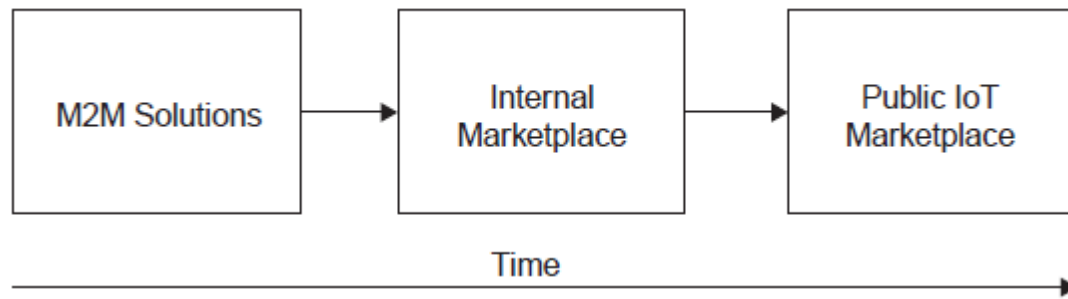 M2M Solutions
Internal
Marketplace
Public IoT
Marketplace
Time